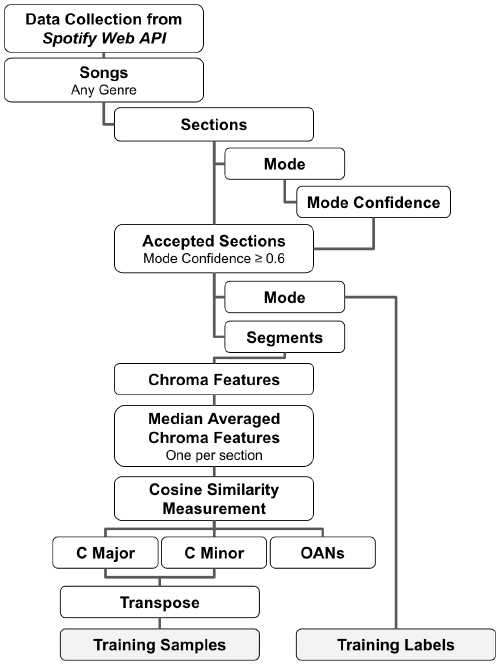 Data Collection from
Spotify Web API
Songs
Any Genre
Sections
Mode
Mode Confidence
Accepted Sections
Mode Confidence ≥ 0.6
Mode
Segments
Chroma Features
Median Averaged
Chroma Features
One per section
Cosine Similarity
Measurement
C Major
C Minor
OANs
Transpose
Training Samples
Training Labels